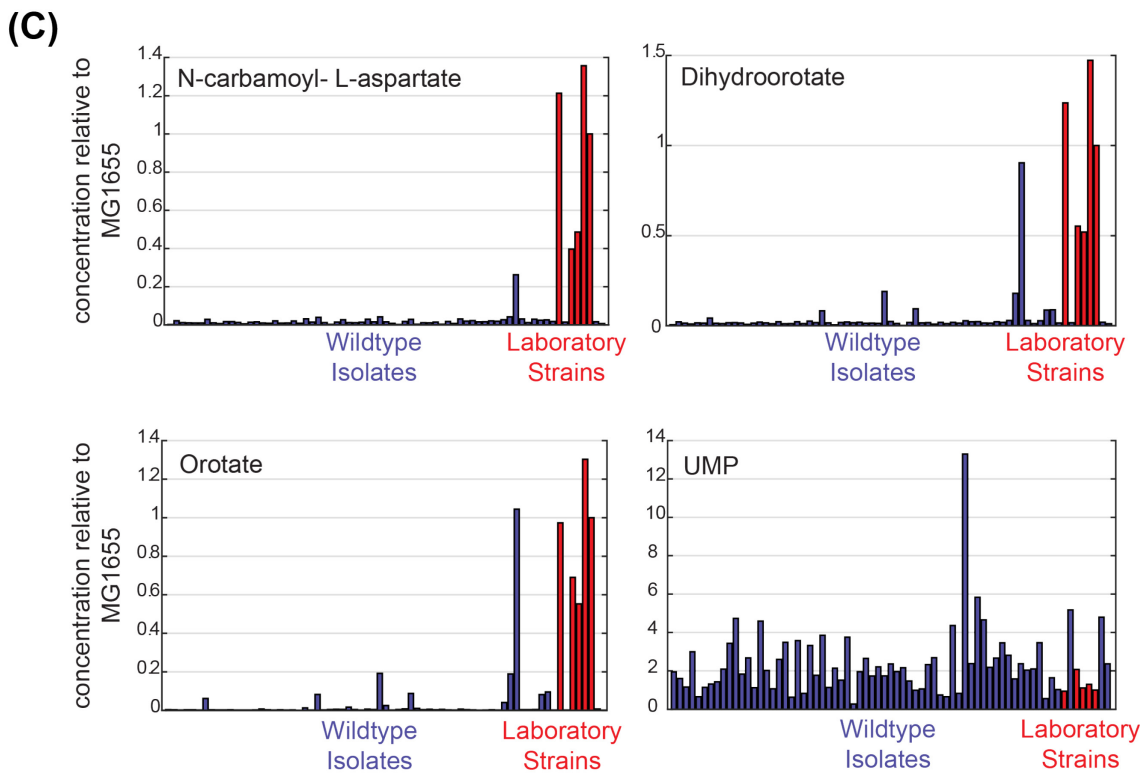 (C)
concentration relative to
MG1655
N-carbamoyl- L-aspartate
1.4
1.2
1
0.8
0.6
0.4
0.2
0
Wildtype
Isolates
Laboratory
Strains
Dihydroorotate
1.5
1
0.5
0
Wildtype
Isolates
Laboratory
Strains
concentration relative to
MG1655
Orotate
1.4
1.2
1
0.8
0.6
0.4
0.2
0
Wildtype
Isolates
Laboratory
Strains
UMP
14
12
10
8
6
4
2
0
Wildtype
Isolates
Laboratory
Strains